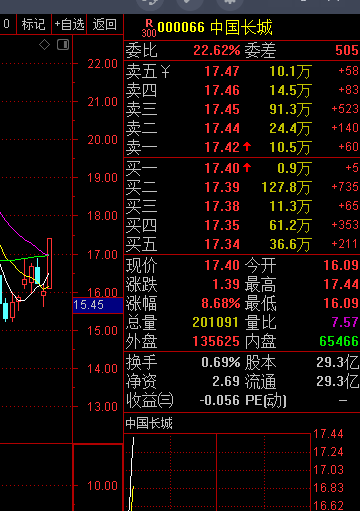 0 标记 +自选 返回
R 300 000066 中国长城
委比 22.62% 委差 505
卖五￥ 17.47 10.1万 +58
卖四 17.46 14.5万 +83
卖三 17.45 91.3万 +523
卖二 17.44 24.4万 +140
卖一 17.42 ↑ 10.5万 +60
买一 17.40 ↑ 0.9万 +5
买二 17.39 127.8万 +735
买三 17.38 11.3万 +65
买四 17.35 61.2万 +353
买五 17.34 36.6万 +211
现价 17.40 今开 16.09
涨跌 1.39 最高 17.44
涨幅 8.68% 最低 16.09
总量 201091 量比 7.57
外盘 135625 内盘 65466
换手 0.69% 股本 29.3亿
净资 2.69 流通 29.3亿
收益㈢ -0.056 PE(动) —
中国长城
22.00
21.00
20.00
19.00
18.00
17.00
16.00
15.45
15.00
14.00
13.00
10.00
17.44
17.24
17.03
16.83
16.62